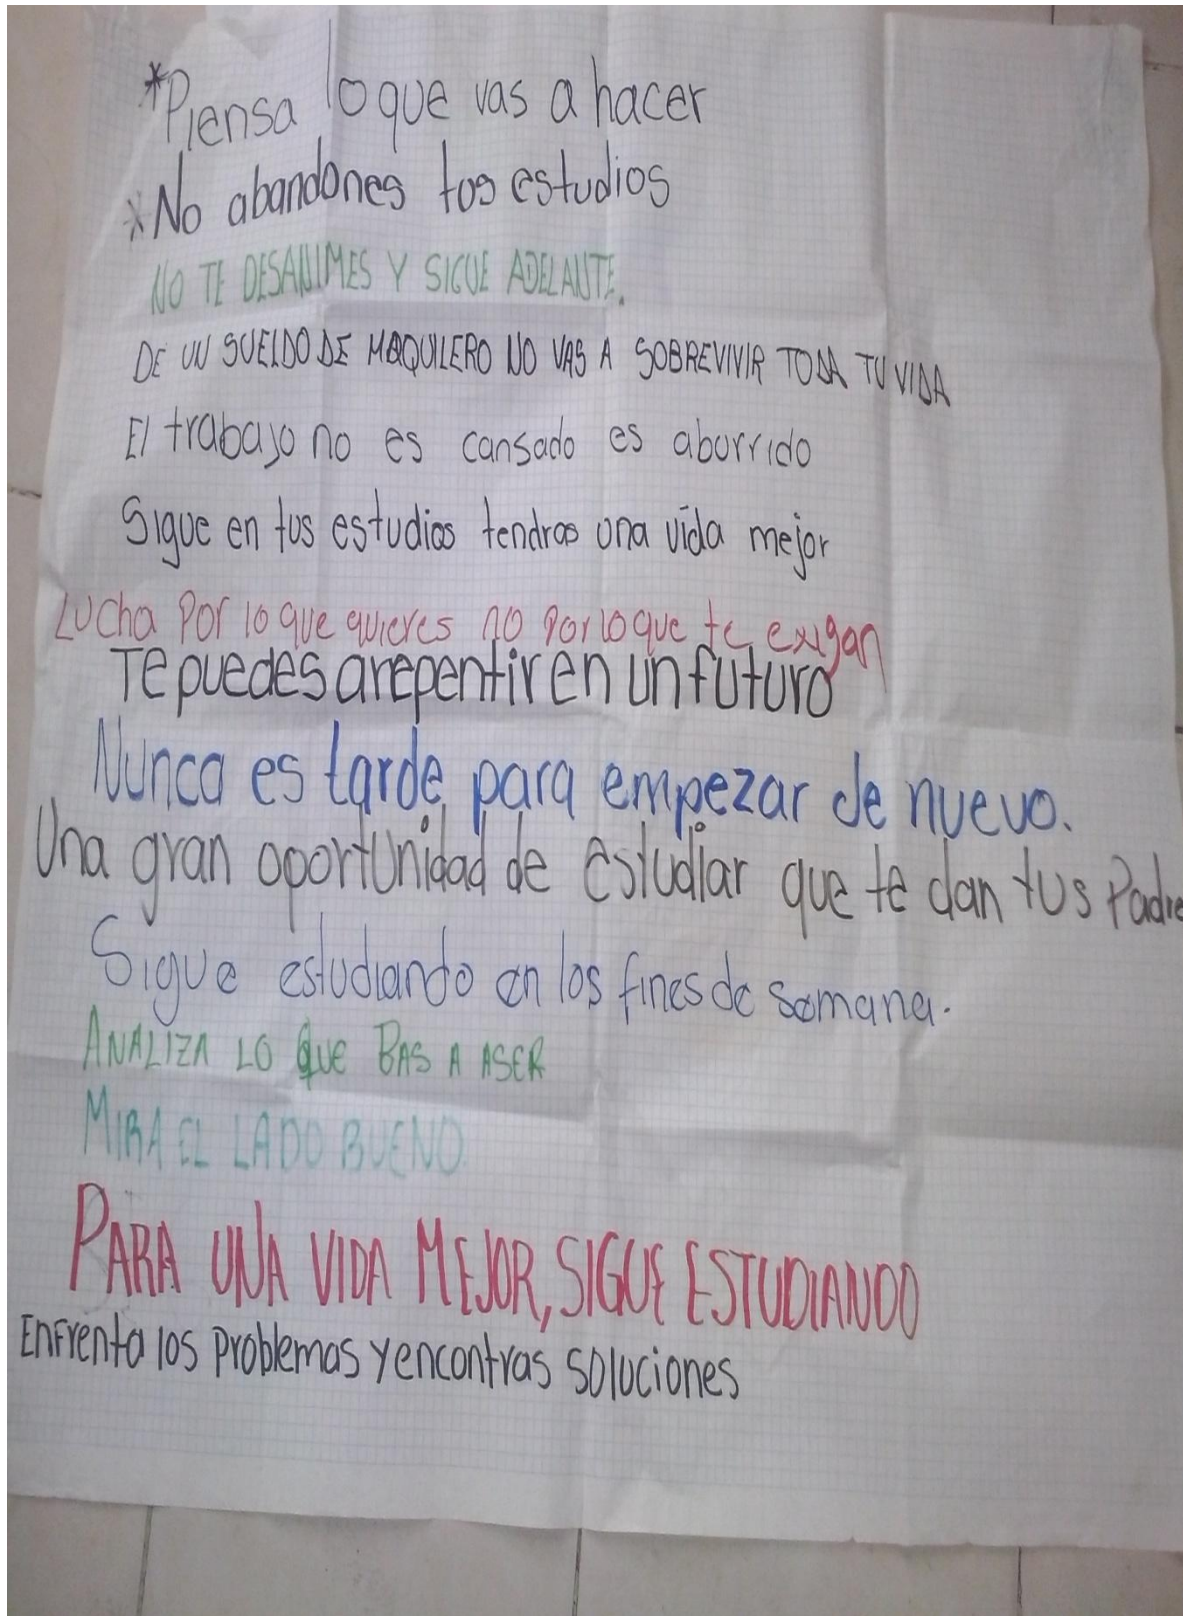 *Piensa lo que vas a hacer
*No abandones tus estudios
NO TE DESANIMES Y SIGUE ADELANTE.
DE UN SUELDO DE MAQUILERO NO VAS A SOBREVIVIR TODA TU VIDA
El trabajo no es cansado es aburrido
Sigue en tus estudios tendras una vida mejor
Lucha Por lo que quieres no Por lo que te exigan
Te puedes arepentir en un futuro
Nunca es tarde para empezar de nuevo.
Una gran oportunidad de estudiar que te dan tus Padre
Sigue estudiando en los fines de semana.
ANALIZA LO QUE BAS A ASER
MIRA EL LADO BUENO.
PARA UNA VIDA MEJOR, SIGUE ESTUDIANDO
Enfrenta los problemas y encontras soluciones